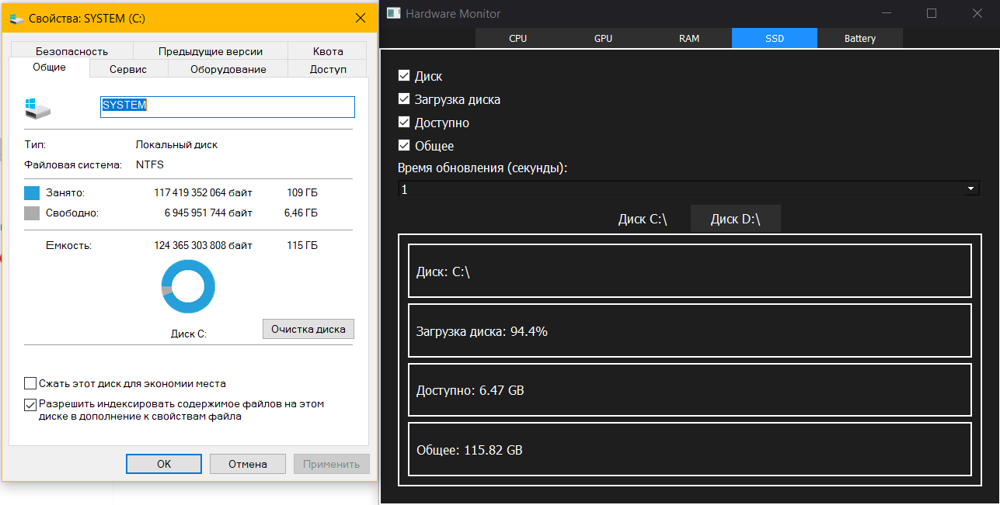 Свойства: SYSTEM (C:)
Безопасность
Предыдущие версии
Квота
Общие
Сервис
Оборудование
Доступ
SYSTEM
Тип:
Локальный диск
Файловая система:
NTFS
Занято:
117 419 352 064 байт
109 ГБ
Свободно:
6 945 951 744 байт
6,46 ГБ
Емкость:
124 365 303 808 байт
115 ГБ
Диск C:
Очистка диска
Сжать этот диск для экономии места
Разрешить индексировать содержимое файлов на этом
диске в дополнение к свойствам файла
OK
Отмена
Применить
Hardware Monitor
CPU
GPU
RAM
SSD
Battery
Диск
Загрузка диска
Доступно
Общее
Время обновления (секунды):
1
Диск C:\
Диск D:\
Диск: C:\
Загрузка диска: 94.4%
Доступно: 6.47 GB
Общее: 115.82 GB